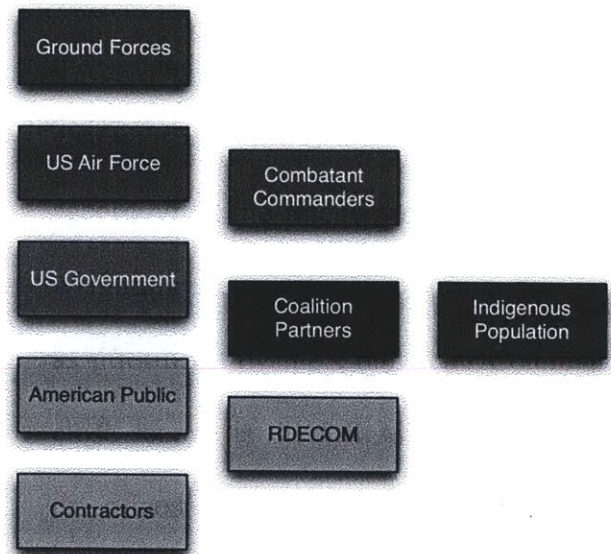 Ground Forces
US Air Force
US Government
American Public
Contractors
Combatant
Commanders
Coalition
Partners
RDECOM
Indigenous
Population